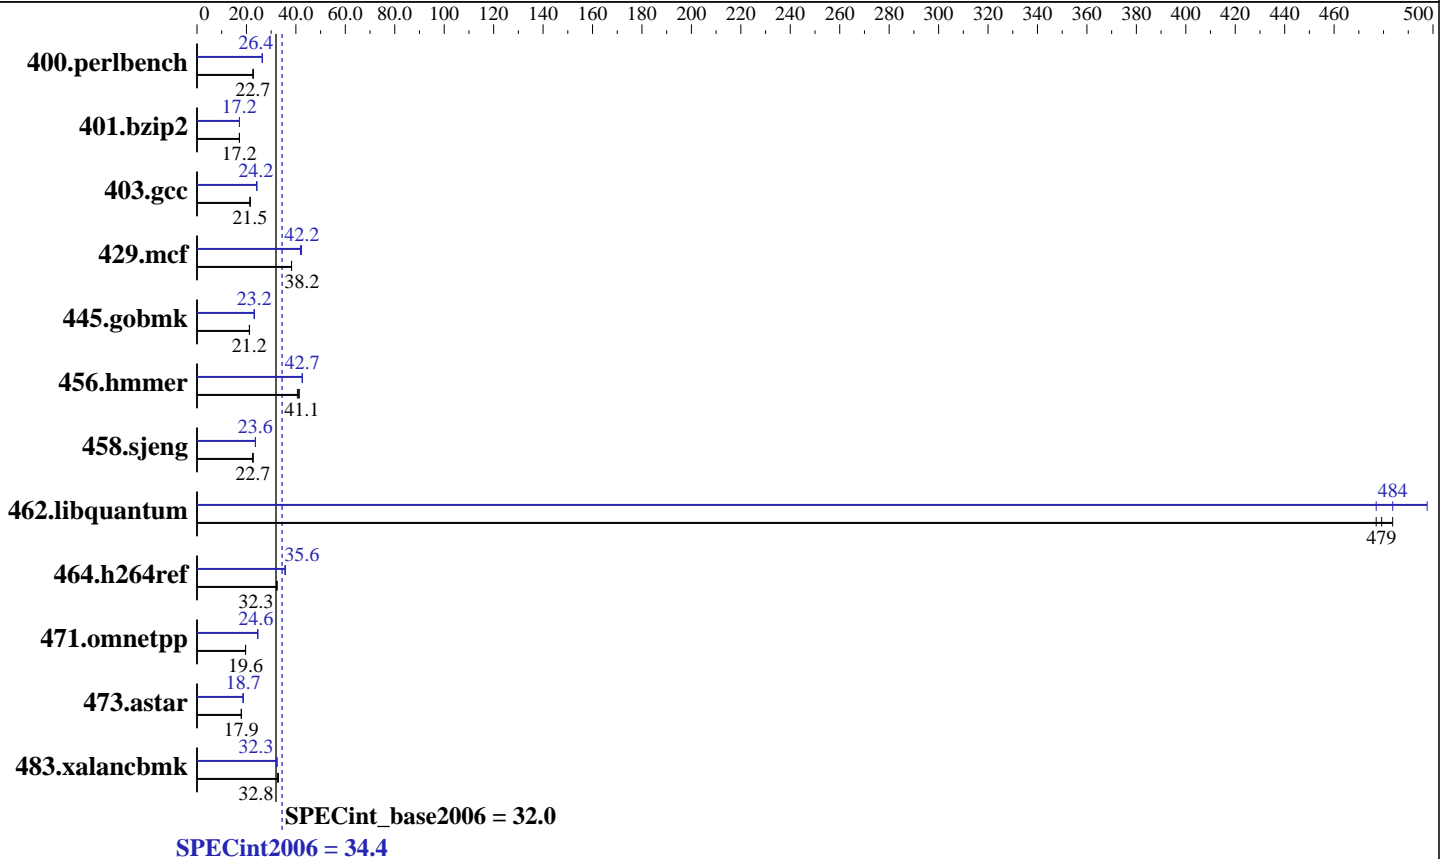 0 20.0 40.0 60.0 80.0 100 120 140 160 180 200 220 240 260 280 300 320 340 360 380 400 420 440 460 500
26.4
400.perlbench
22.7
17.2
401.bzip2
17.2
24.2
403.gcc
21.5
42.2
429.mcf
38.2
23.2
445.gobmk
21.2
42.7
456.hmmer
41.1
23.6
458.sjeng
22.7
484
462.libquantum
479
35.6
464.h264ref
32.3
24.6
471.omnetpp
19.6
18.7
473.astar
17.9
32.3
483.xalancbmk
32.8
SPECint_base2006 = 32.0
SPECint2006 = 34.4